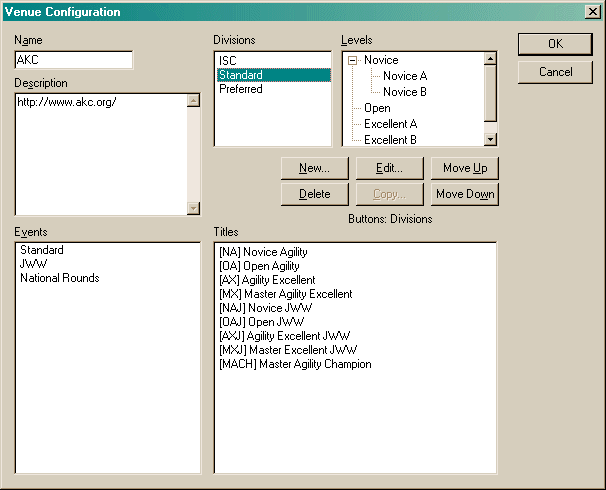 Venue Configuration
Name
AKC
Description
http://www.akc.org/
Divisions
ISC
Standard
Preferred
Levels
Novice
Novice A
Novice B
Open
Excellent A
Excellent B
OK
Cancel
New... Edit... Move Up
Delete Copy... Move Down
Buttons: Divisions
Events
Standard
JWW
National Rounds
Titles
[NA] Novice Agility
[OA] Open Agility
[AX] Agility Excellent
[MX] Master Agility Excellent
[NAJ] Novice JWW
[OAJ] Open JWW
[AXJ] Agility Excellent JWW
[MXJ] Master Excellent JWW
[MACH] Master Agility Champion